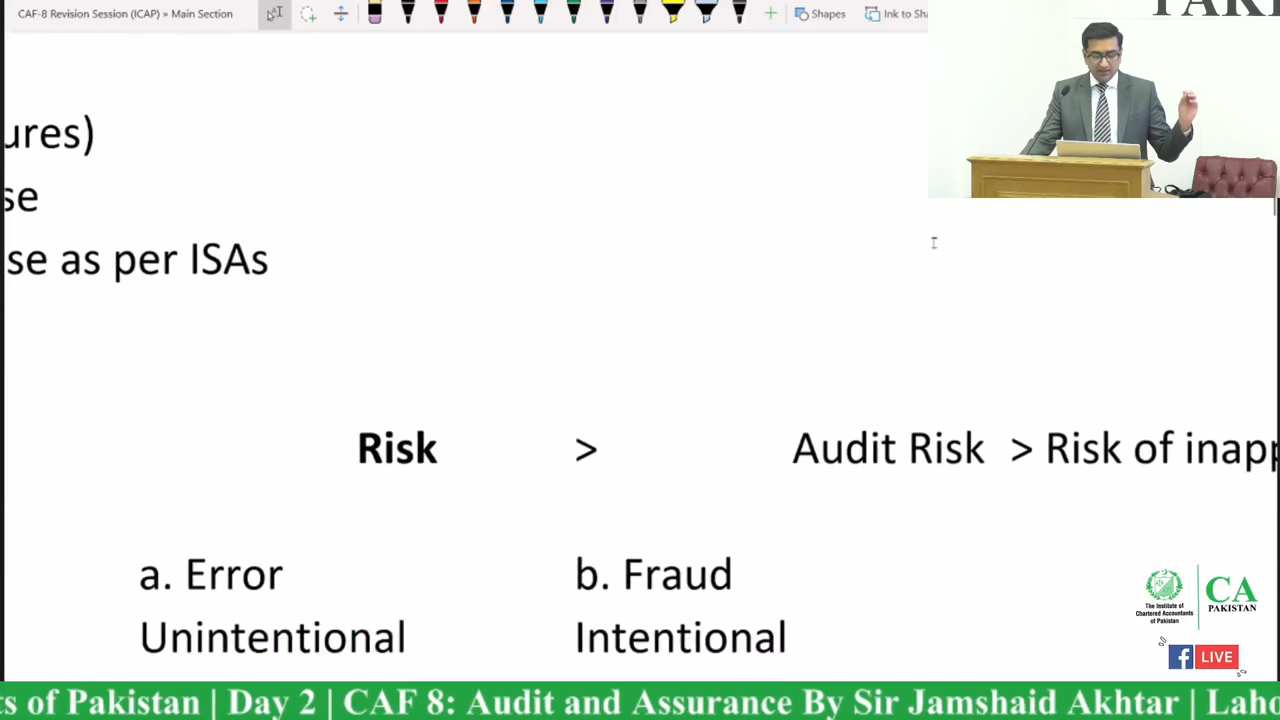 CAF-8 Revision Session (ICAP) » Main Section
Shapes
Ink to Sha
ures)
se
se as per ISAs
Risk > Audit Risk > Risk of inapp
a. Error b. Fraud
Unintentional Intentional
The Institute of
Chartered Accountants
of Pakistan
CA
PAKISTAN
LIVE
ts of Pakistan | Day 2 | CAF 8: Audit and Assurance By Sir Jamshaid Akhtar | Laho